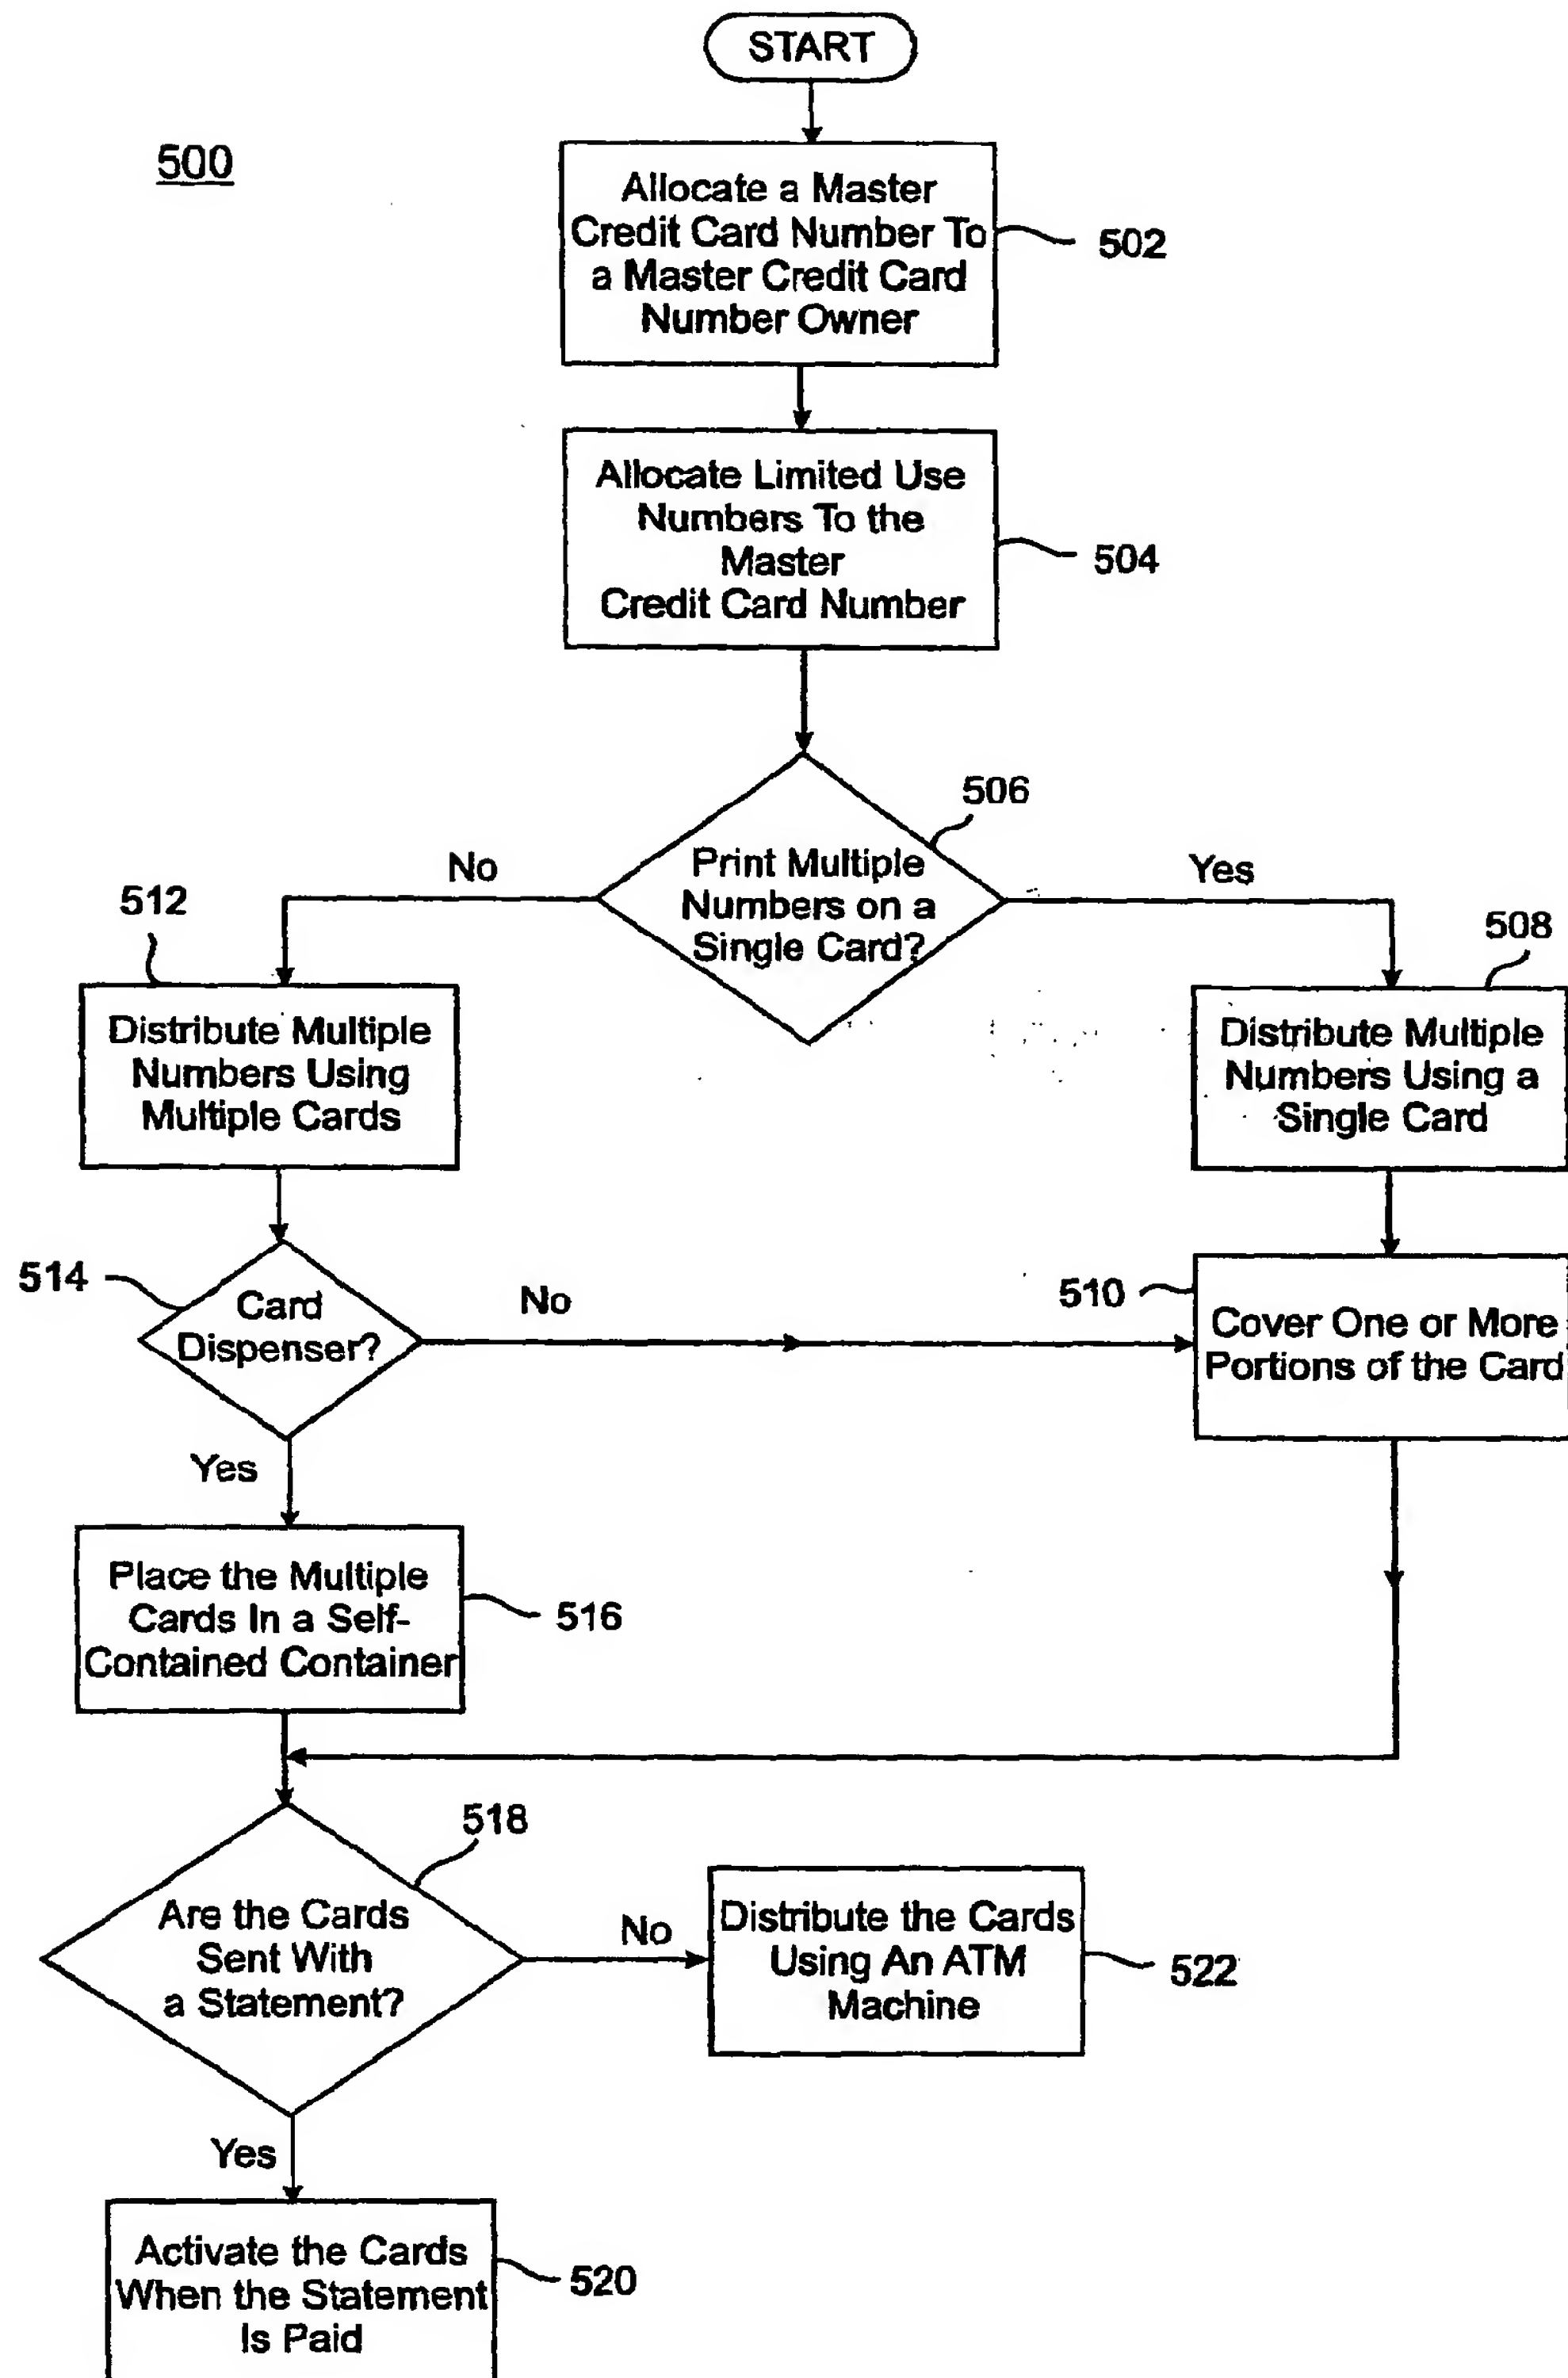 START
500
Allocate a Master
Credit Card Number To
a Master Credit Card
Number Owner
502
Allocate Limited Use
Numbers To the
Master
Credit Card Number
504
506
Print Multiple
Numbers on a
Single Card?
No
Yes
512
508
Distribute Multiple
Numbers Using
Multiple Cards
Distribute Multiple
Numbers Using a
Single Card
514
Card
Dispenser?
No
510
Cover One or More
Portions of the Card
Yes
Place the Multiple
Cards In a Self-
Contained Container
516
518
Are the Cards
Sent With
a Statement?
No
Distribute the Cards
Using An ATM
Machine
522
Yes
Activate the Cards
When the Statement
Is Paid
520